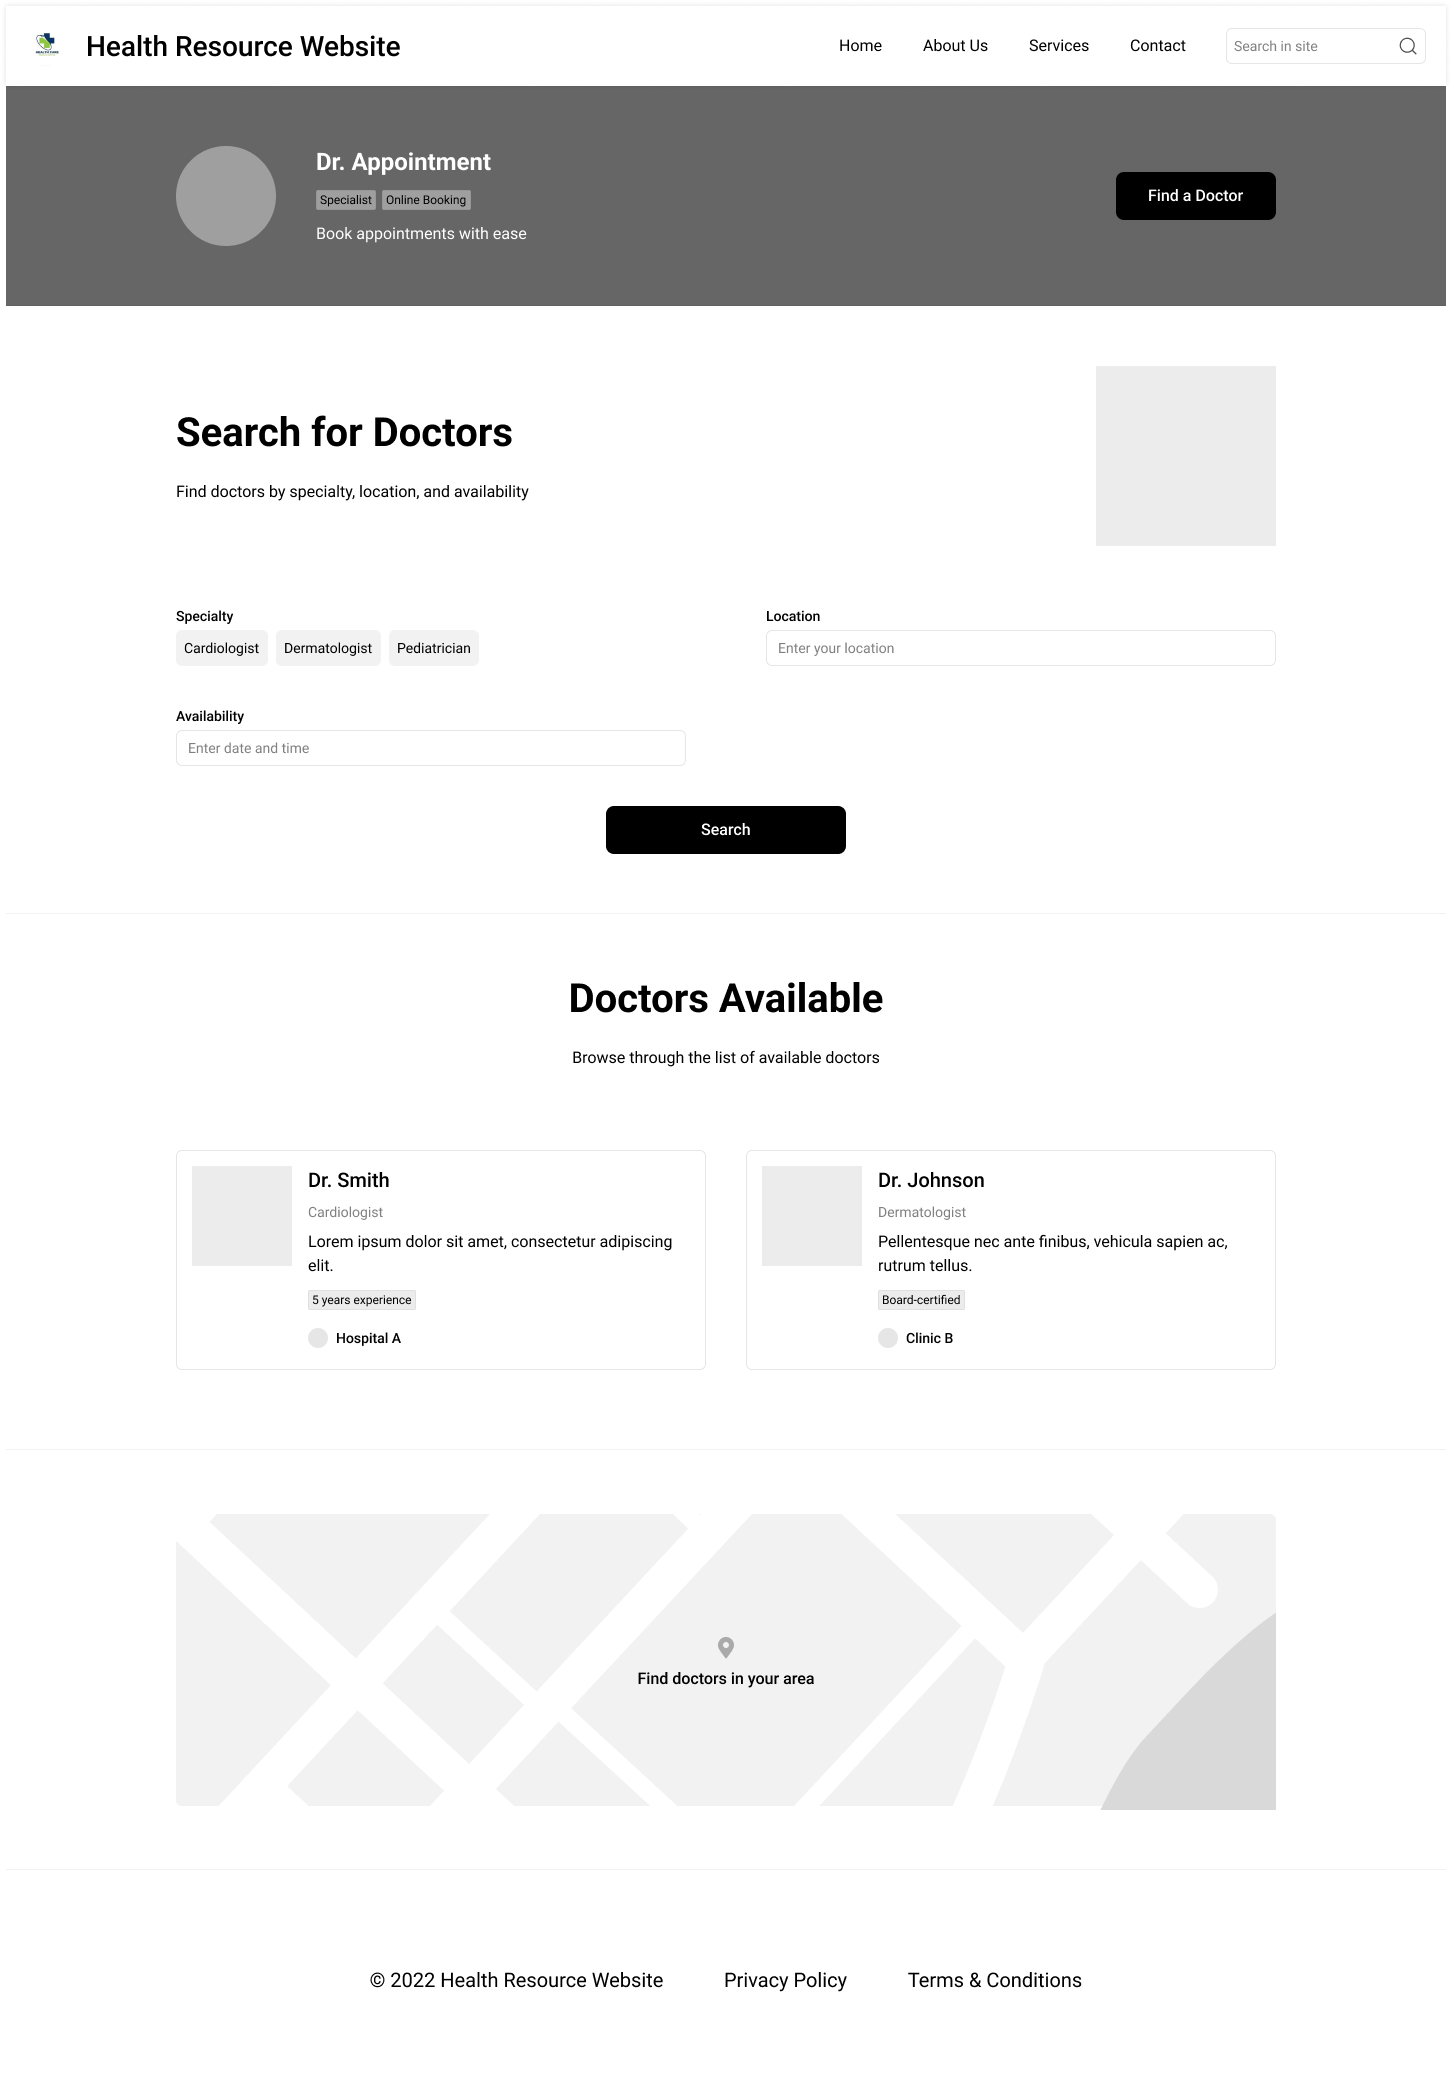 Health Resource Website
Home
About Us
Services
Contact
Search in site
Dr. Appointment
Specialist
Online Booking
Book appointments with ease
Find a Doctor
Search for Doctors
Find doctors by specialty, location, and availability
Specialty
Cardiologist
Dermatologist
Pediatrician
Location
Enter your location
Availability
Enter date and time
Search
Doctors Available
Browse through the list of available doctors
Dr. Smith
Cardiologist
Lorem ipsum dolor sit amet, consectetur adipiscing
elit.
5 years experience
Hospital A
Dr. Johnson
Dermatologist
Pellentesque nec ante finibus, vehicula sapien ac,
rutrum tellus.
Board-certified
Clinic B
Find doctors in your area
© 2022 Health Resource Website
Privacy Policy
Terms & Conditions